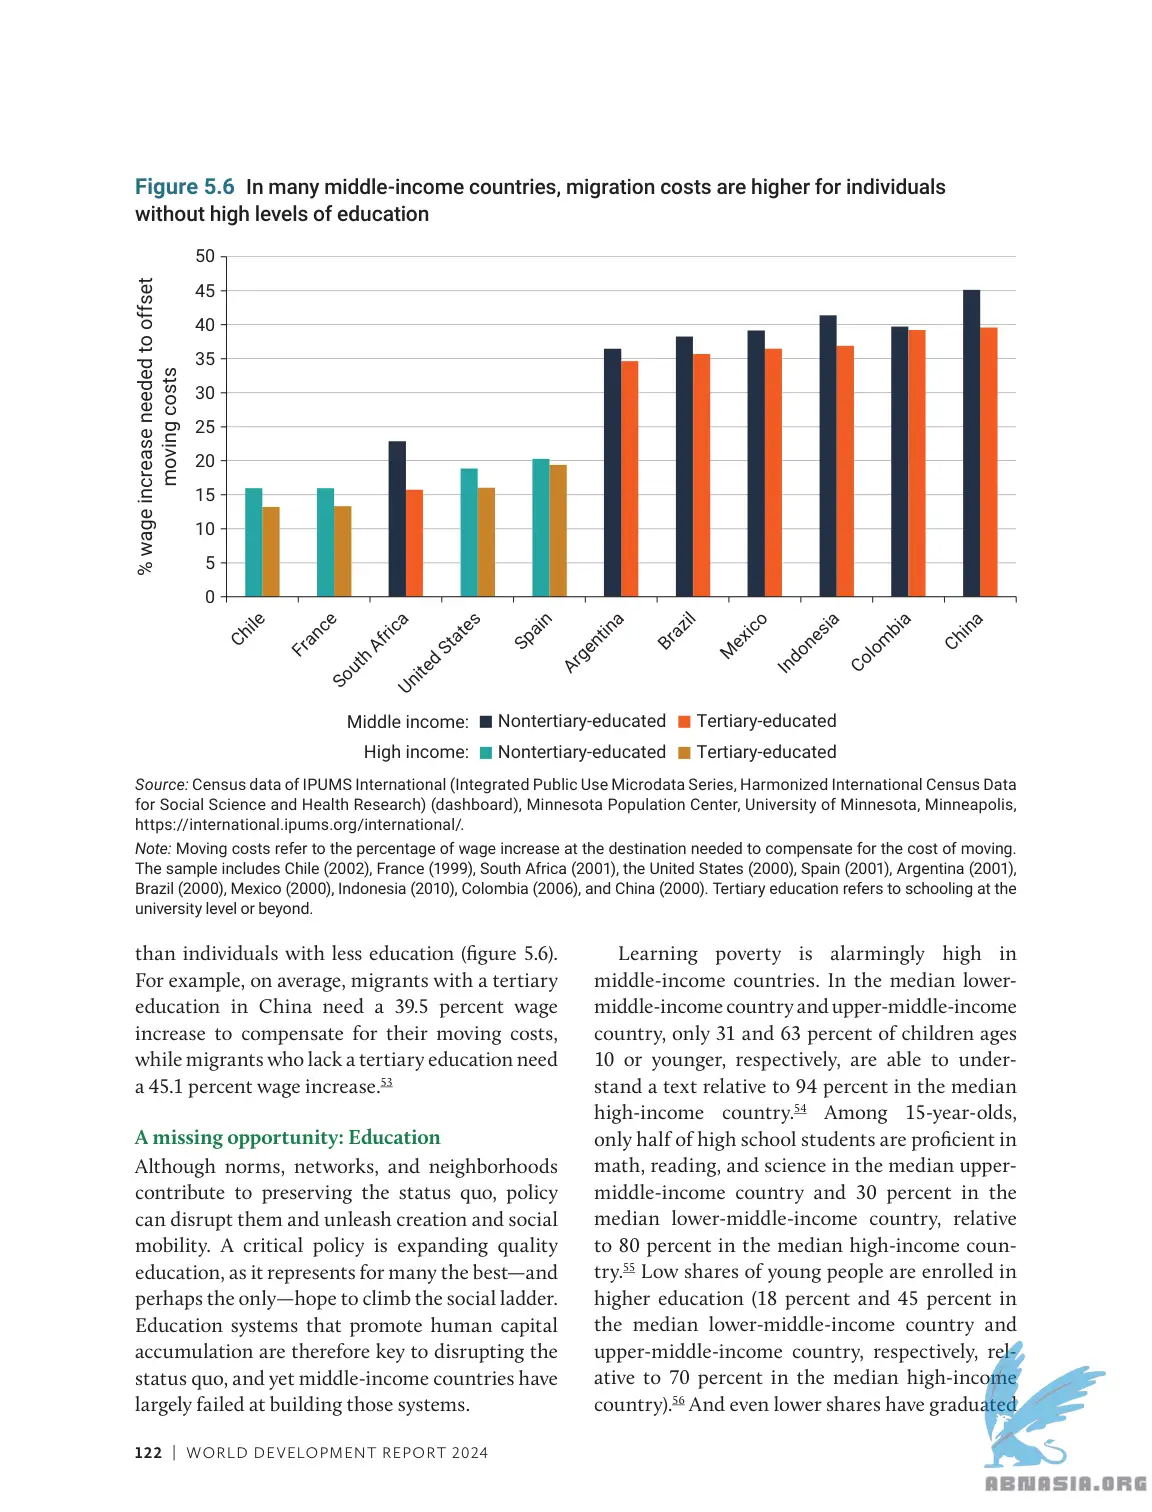 Figure 5.6 In many middle-income countries, migration costs are higher for individuals
without high levels of education
% wage increase needed to offset
moving costs
50
45
40
35
30
25
20
15
10
5
0
Chile
France
South Africa
United States
Spain
Argentina
Brazil
Mexico
Indonesia
Colombia
China
Middle income: Nontertiary-educated Tertiary-educated
High income: Nontertiary-educated Tertiary-educated
Source: Census data of IPUMS International (Integrated Public Use Microdata Series, Harmonized International Census Data
for Social Science and Health Research) (dashboard), Minnesota Population Center, University of Minnesota, Minneapolis,
https://international.ipums.org/international/.
Note: Moving costs refer to the percentage of wage increase at the destination needed to compensate for the cost of moving.
The sample includes Chile (2002), France (1999), South Africa (2001), the United States (2000), Spain (2001), Argentina (2001),
Brazil (2000), Mexico (2000), Indonesia (2010), Colombia (2006), and China (2000). Tertiary education refers to schooling at the
university level or beyond.
than individuals with less education (figure 5.6).
For example, on average, migrants with a tertiary
education in China need a 39.5 percent wage
increase to compensate for their moving costs,
while migrants who lack a tertiary education need
a 45.1 percent wage increase.53
A missing opportunity: Education
Although norms, networks, and neighborhoods
contribute to preserving the status quo, policy
can disrupt them and unleash creation and social
mobility. A critical policy is expanding quality
education, as it represents for many the best—and
perhaps the only—hope to climb the social ladder.
Education systems that promote human capital
accumulation are therefore key to disrupting the
status quo, and yet middle-income countries have
largely failed at building those systems.
Learning poverty is alarmingly high in
middle-income countries. In the median lower-
middle-income country and upper-middle-income
country, only 31 and 63 percent of children ages
10 or younger, respectively, are able to under-
stand a text relative to 94 percent in the median
high-income country.54 Among 15-year-olds,
only half of high school students are proficient in
math, reading, and science in the median upper-
middle-income country and 30 percent in the
median lower-middle-income country, relative
to 80 percent in the median high-income coun-
try.55 Low shares of young people are enrolled in
higher education (18 percent and 45 percent in
the median lower-middle-income country and
upper-middle-income country, respectively, rel-
ative to 70 percent in the median high-income
country).56 And even lower shares have graduated
122 | WORLD DEVELOPMENT REPORT 2024
ABNASIA.ORG